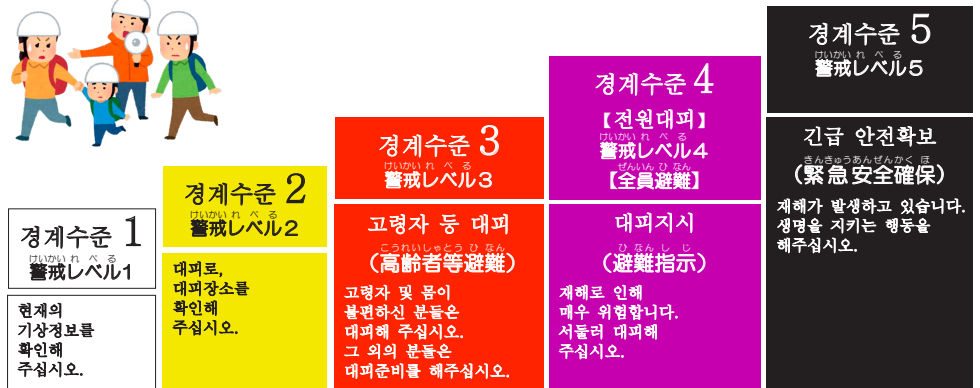 경계수준 1
けいかい れ べ る
警戒レベル1
현재의
기상정보를
확인해
주십시오.
경계수준 2
けいかい れ べ る
警戒レベル2
대피로,
대피장소를
확인해
주십시오.
경계수준 3
けいかい れ べ る
警戒レベル3
고령자 등 대피
こうれいしゃとう ひ なん
(高齢者等避難)
고령자 및 몸이
불편하신 분들은
대피해 주십시오.
그 외의 분들은
대피준비를 해주십시오.
경계수준 4
【전원대피】
けいかい れ べ る
警戒レベル4
ぜんいん ひ なん
【全員避難】
대피지시
ひ なん し じ
(避難指示)
재해로 인해
매우 위험합니다.
서둘러 대피해
주십시오.
경계수준 5
けいかい れ べ る
警戒レベル5
긴급 안전확보
きんきゅうあんぜんかく ほ
(緊急安全確保)
재해가 발생하고 있습니다.
생명을 지키는 행동을
해주십시오.